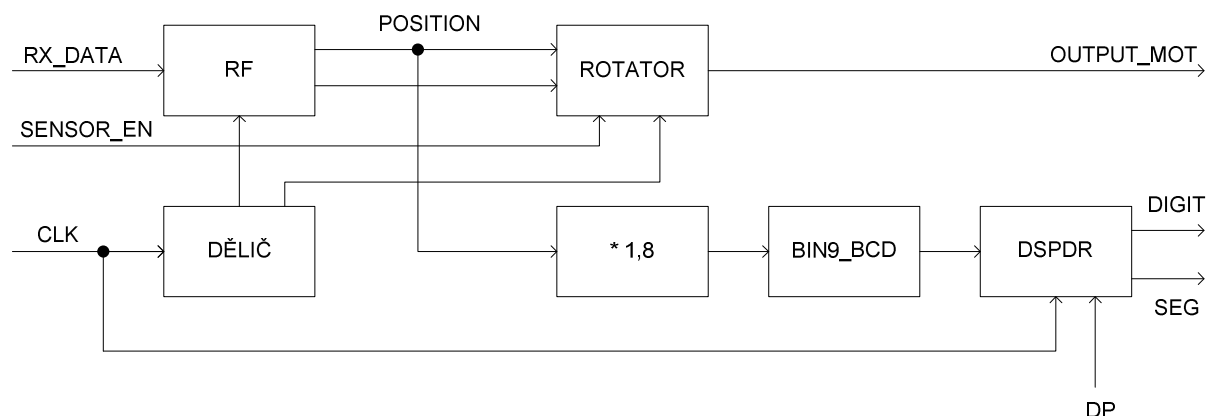 POSITION
RX_DATA
RF
ROTATOR
OUTPUT_MOT
SENSOR_EN
CLK
DĚLIČ
* 1,8
BIN9_BCD
DSPDR
DIGIT
SEG
DP